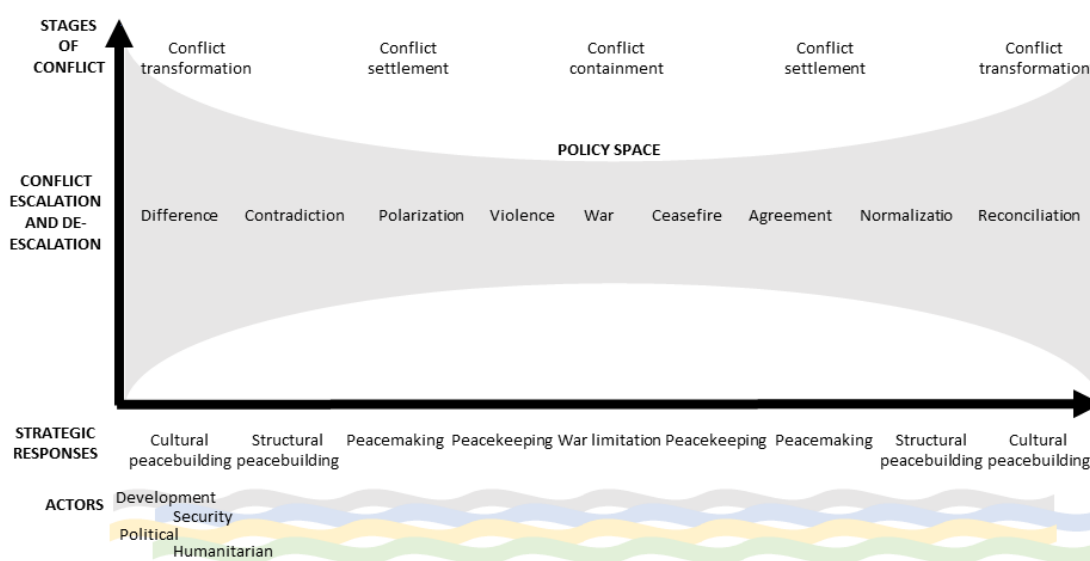 STAGES
OF
CONFLICT
Conflict
transformation
Conflict
settlement
Conflict
containment
Conflict
settlement
Conflict
transformation
POLICY SPACE
CONFLICT
ESCALATION
AND DE-
ESCALATION
Difference
Contradiction
Polarization
Violence
War
Ceasefire
Agreement
Normalizatio
Reconciliation
STRATEGIC
RESPONSES
Cultural
peacebuilding
Structural
peacebuilding
Peacemaking
Peacekeeping
War limitation
Peacekeeping
Peacemaking
Structural
peacebuilding
Cultural
peacebuilding
ACTORS
Development
Security
Political
Humanitarian